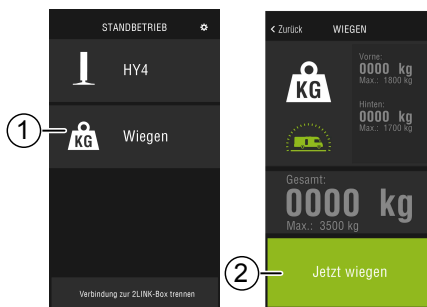 STANDBETRIEB
HY4
1
KG
Wiegen
Verbindung zur 2LINK-Box trennen
Zurück
WIEGEN
KG
Vorne:
0000 kg
Max.: 1800 kg
Hinten:
0000 kg
Max.: 1700 kg
Gesamt:
0000 kg
Max.: 3500 kg
2
Jetzt wiegen